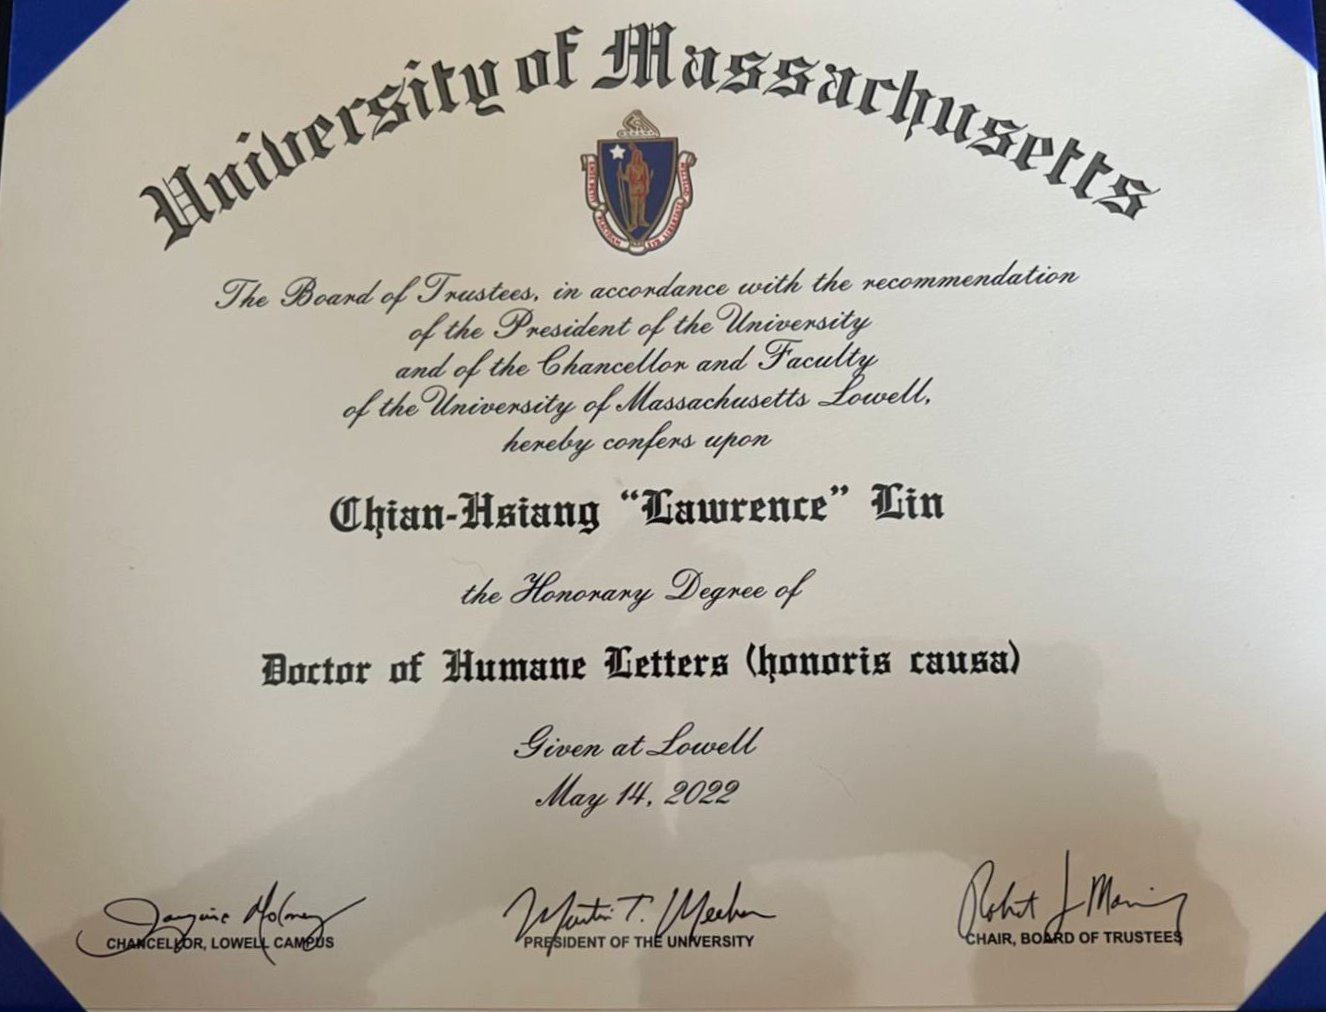 University of Massachusetts
The Board of Trustees, in accordance with the recommendation
of the President of the University
and of the Chancellor and Faculty
of the University of Massachusetts Lowell,
hereby confers upon
Chian-Hsiang “Lawrence” Lin
the Honorary Degree of
Doctor of Humane Letters (honoris causa)
Given at Lowell
May 14, 2022
Martin T. Meehan
CHANCELLOR, LOWELL CAMPUS
PRESIDENT OF THE UNIVERSITY
CHAIR, BOARD OF TRUSTEES